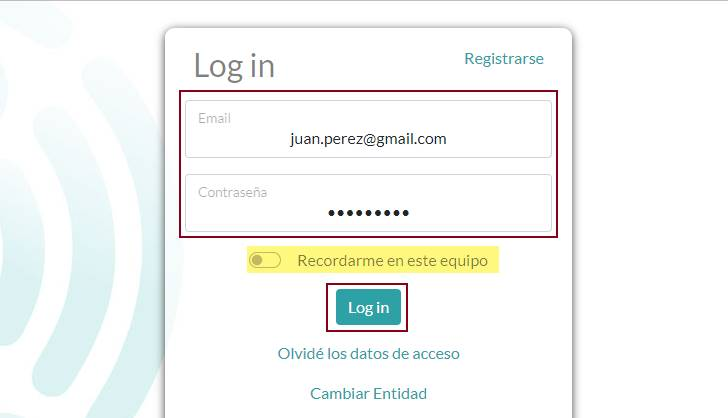 Log in
Registrarse
Email
juan.perez@gmail.com
Contraseña
•••••••••
Recordarme en este equipo
Log in
Olvidé los datos de acceso
Cambiar Entidad